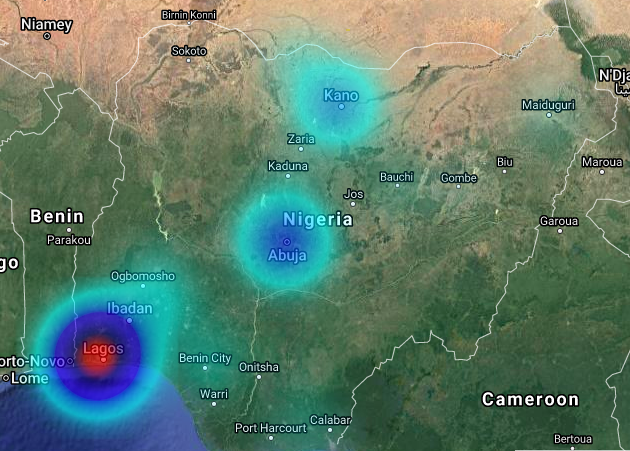 Niamey
Birnin Konni
Sokoto
N'Dja
Kano
Maiduguri
Zaria
Kaduna
Biu
Maroua
Bauchi
Gombe
Jos
Benin
Nigeria
Garoua
Parakou
Abuja
go
Ogbomosho
Ibadan
Lagos
orto-Novo
Lome
Benin City
Onitsha
Warri
Cameroon
Calabar
Port Harcourt
Bertoua